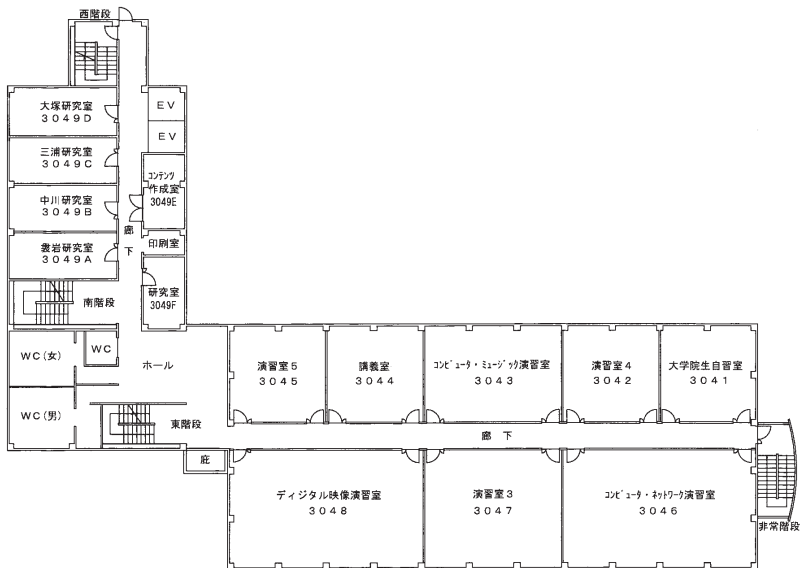 西階段
大塚研究室
3049D
EV
EV
三浦研究室
3049C
コンテンツ
作成室
3049E
中川研究室
3049B
廊
下
印刷室
袰岩研究室
3049A
研究室
3049F
南階段
WC(女)
WC
ホール
演習室5
3045
講義室
3044
コンピュータ・ミュージック演習室
3043
演習室4
3042
大学院生自習室
3041
WC(男)
東階段
廊 下
庇
ディジタル映像演習室
3048
演習室3
3047
コンピュータ・ネットワーク演習室
3046
非常階段